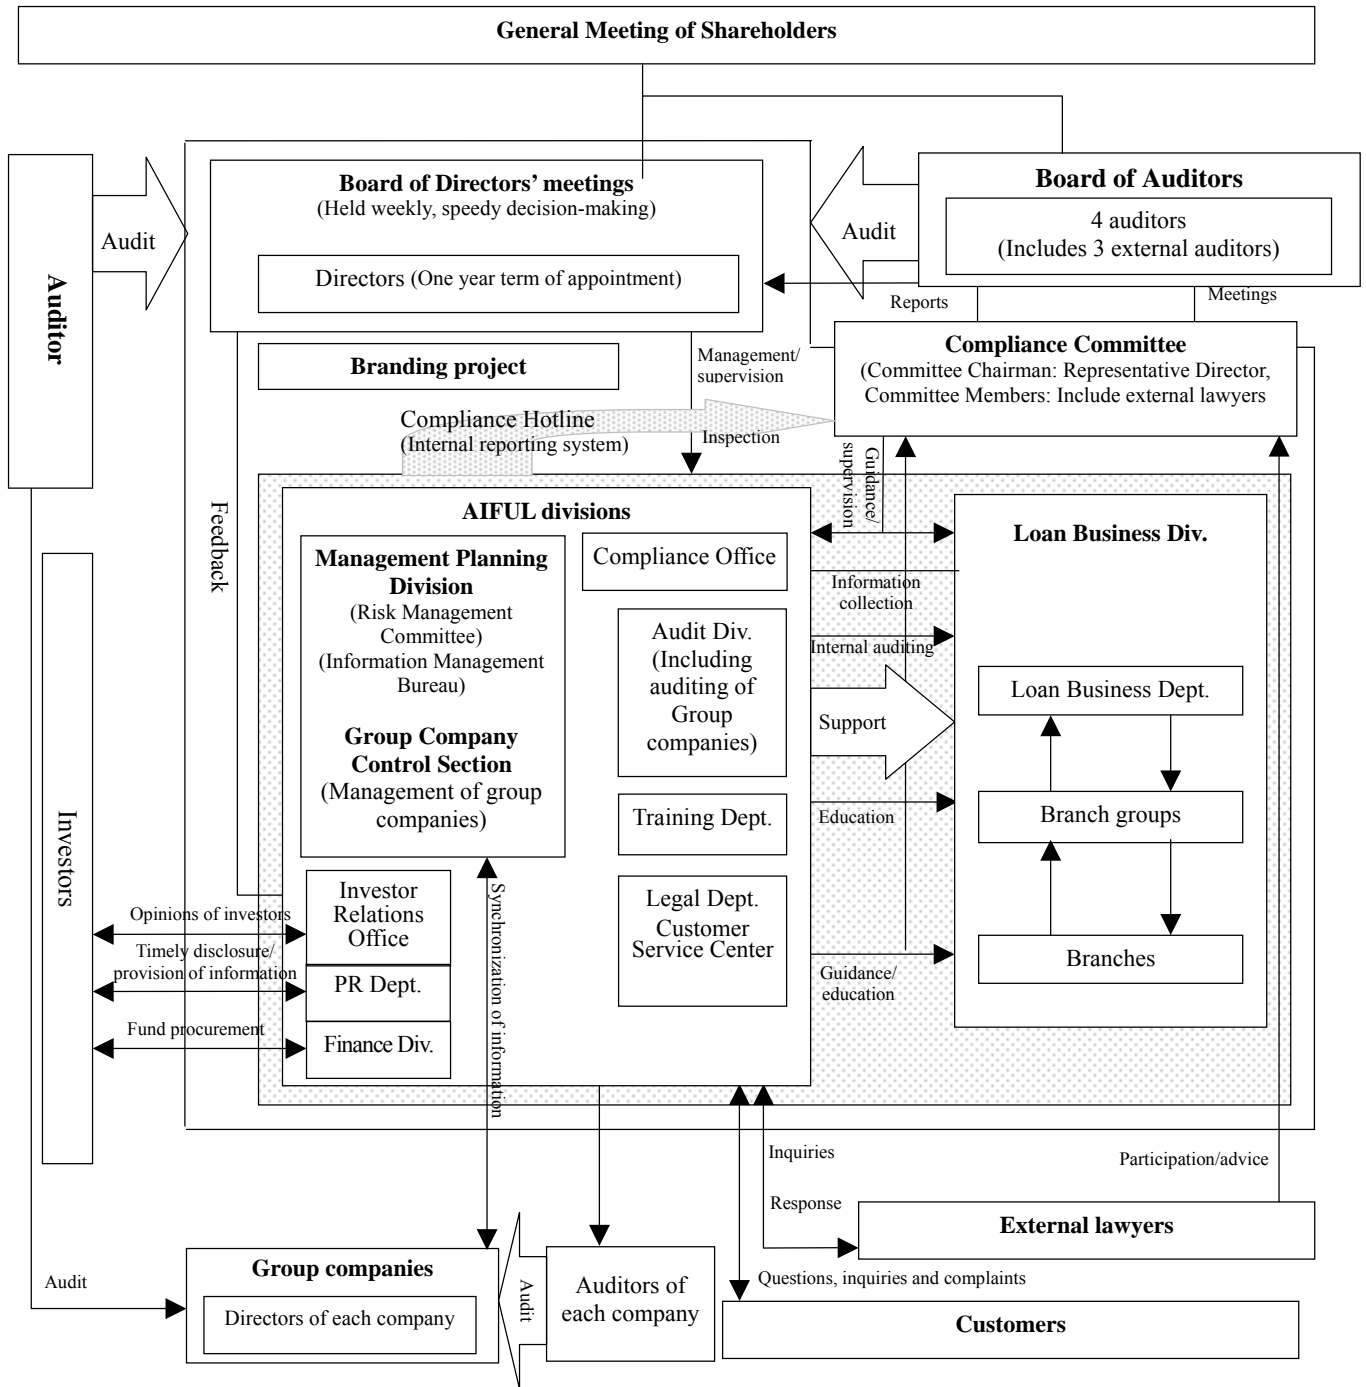 General Meeting of Shareholders
Auditor
Audit
Board of Directors’ meetings
(Held weekly, speedy decision-making)
Directors (One year term of appointment)
Audit
Board of Auditors
4 auditors
(Includes 3 external auditors)
Reports
Meetings
Branding project
Management/
supervision
Compliance Committee
(Committee Chairman: Representative Director,
Committee Members: Include external lawyers
Compliance Hotline
(Internal reporting system)
Inspection
Guidance/
supervision
Feedback
AIFUL divisions
Management Planning
Division
(Risk Management
Committee)
(Information Management
Bureau)
Group Company
Control Section
(Management of group
companies)
Compliance Office
Audit Div.
(Including
auditing of
Group
companies)
Training Dept.
Legal Dept.
Customer
Service Center
Information
collection
Internal auditing
Support
Education
Guidance/
education
Loan Business Div.
Loan Business Dept.
Branch groups
Branches
Investors
Opinions of investors
Timely disclosure/
provision of information
Fund procurement
Investor
Relations
Office
PR Dept.
Finance Div.
Synchronization of information
Inquiries
Response
Participation/advice
External lawyers
Questions, inquiries and complaints
Customers
Audit
Group companies
Directors of each company
Audit
Auditors of
each company